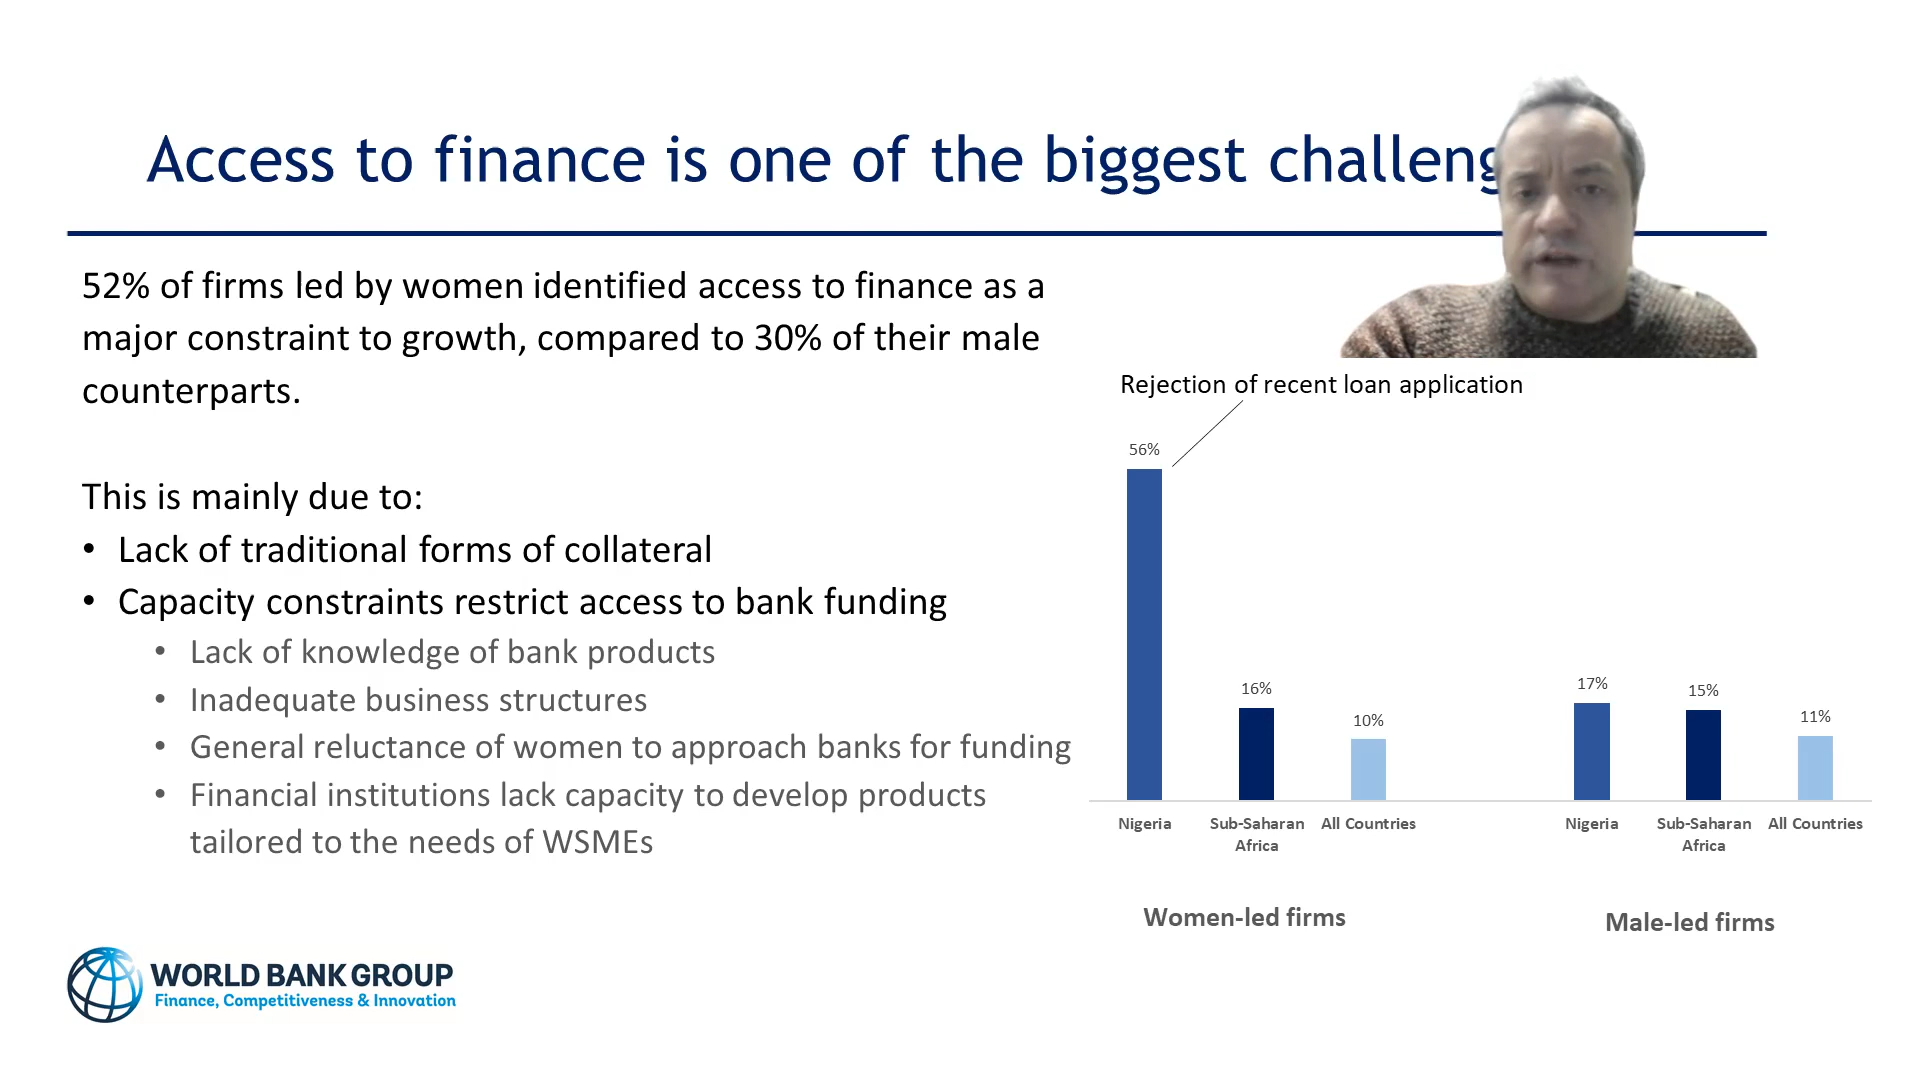 Access to finance is one of the biggest
52% of firms led by women identified access to finance as a
major constraint to growth, compared to 30% of their male
counterparts.
This is mainly due to:
• Lack of traditional forms of collateral
• Capacity constraints restrict access to bank funding
• Lack of knowledge of bank products
• Inadequate business structures
• General reluctance of women to approach banks for funding
• Financial institutions lack capacity to develop products
tailored to the needs of WSMEs
Rejection of recent loan application
56%
16%
10%
17%
15%
11%
Nigeria
Sub-Saharan
Africa
All Countries
Nigeria
Sub-Saharan
Africa
All Countries
Women-led firms
Male-led firms
WORLD BANK GROUP
Finance, Competitiveness & Innovation